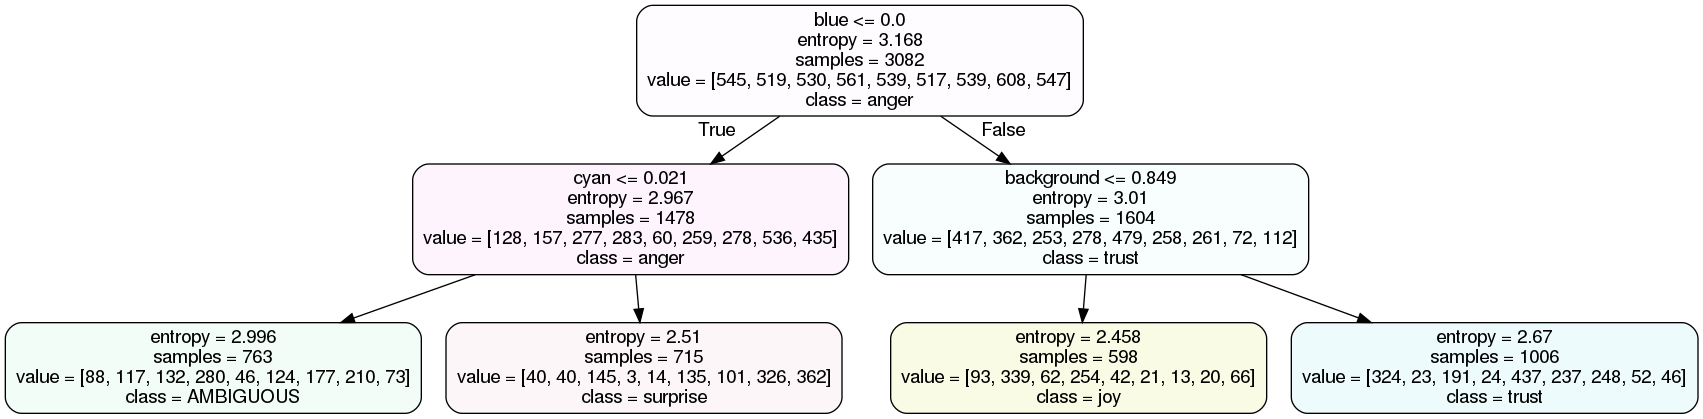 blue <= 0.0
entropy = 3.168
samples = 3082
value = [545, 519, 530, 561, 539, 517, 539, 608, 547]
class = anger
True
False
cyan <= 0.021
entropy = 2.967
samples = 1478
value = [128, 157, 277, 283, 60, 259, 278, 536, 435]
class = anger
background <= 0.849
entropy = 3.01
samples = 1604
value = [417, 362, 253, 278, 479, 258, 261, 72, 112]
class = trust
entropy = 2.996
samples = 763
value = [88, 117, 132, 280, 46, 124, 177, 210, 73]
class = AMBIGUOUS
entropy = 2.51
samples = 715
value = [40, 40, 145, 3, 14, 135, 101, 326, 362]
class = surprise
entropy = 2.458
samples = 598
value = [93, 339, 62, 254, 42, 21, 13, 20, 66]
class = joy
entropy = 2.67
samples = 1006
value = [324, 23, 191, 24, 437, 237, 248, 52, 46]
class = trust